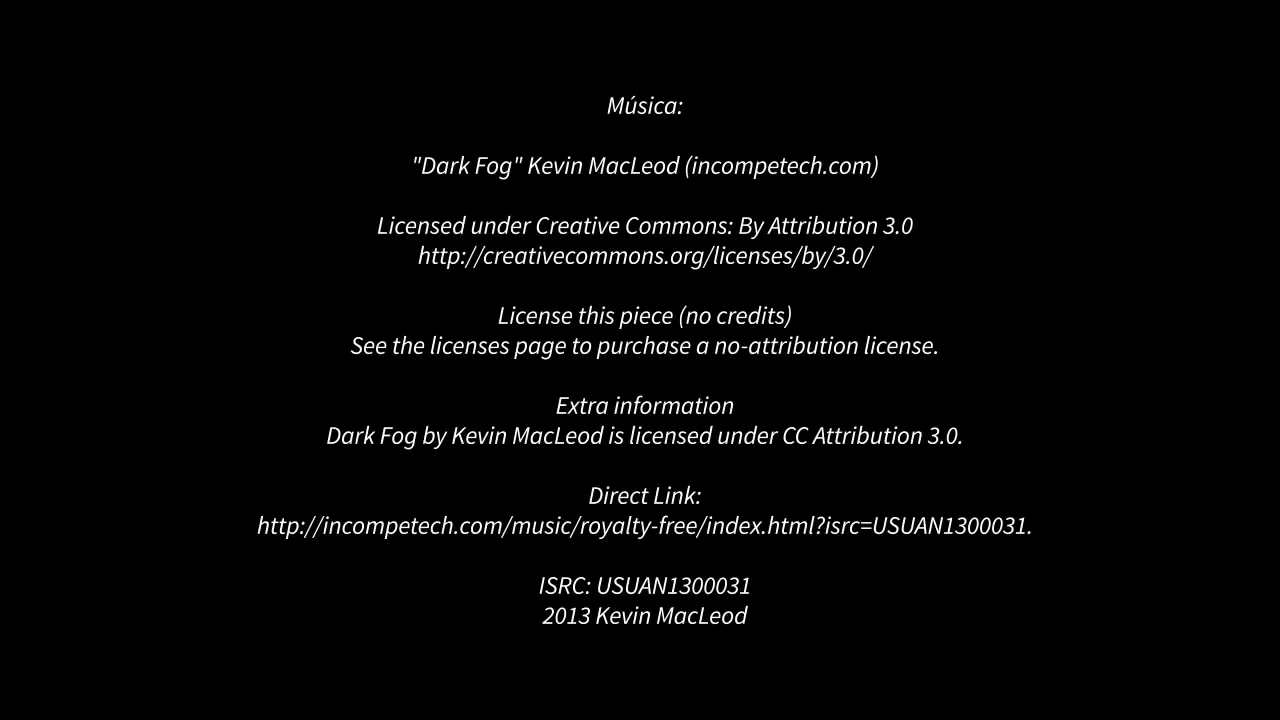 Música:
"Dark Fog" Kevin MacLeod (incompetech.com)
Licensed under Creative Commons: By Attribution 3.0
http://creativecommons.org/licenses/by/3.0/
License this piece (no credits)
See the licenses page to purchase a no-attribution license.
Extra information
Dark Fog by Kevin MacLeod is licensed under CC Attribution 3.0.
Direct Link:
http://incompetech.com/music/royalty-free/index.html?isrc=USUAN1300031.
ISRC: USUAN1300031
2013 Kevin MacLeod